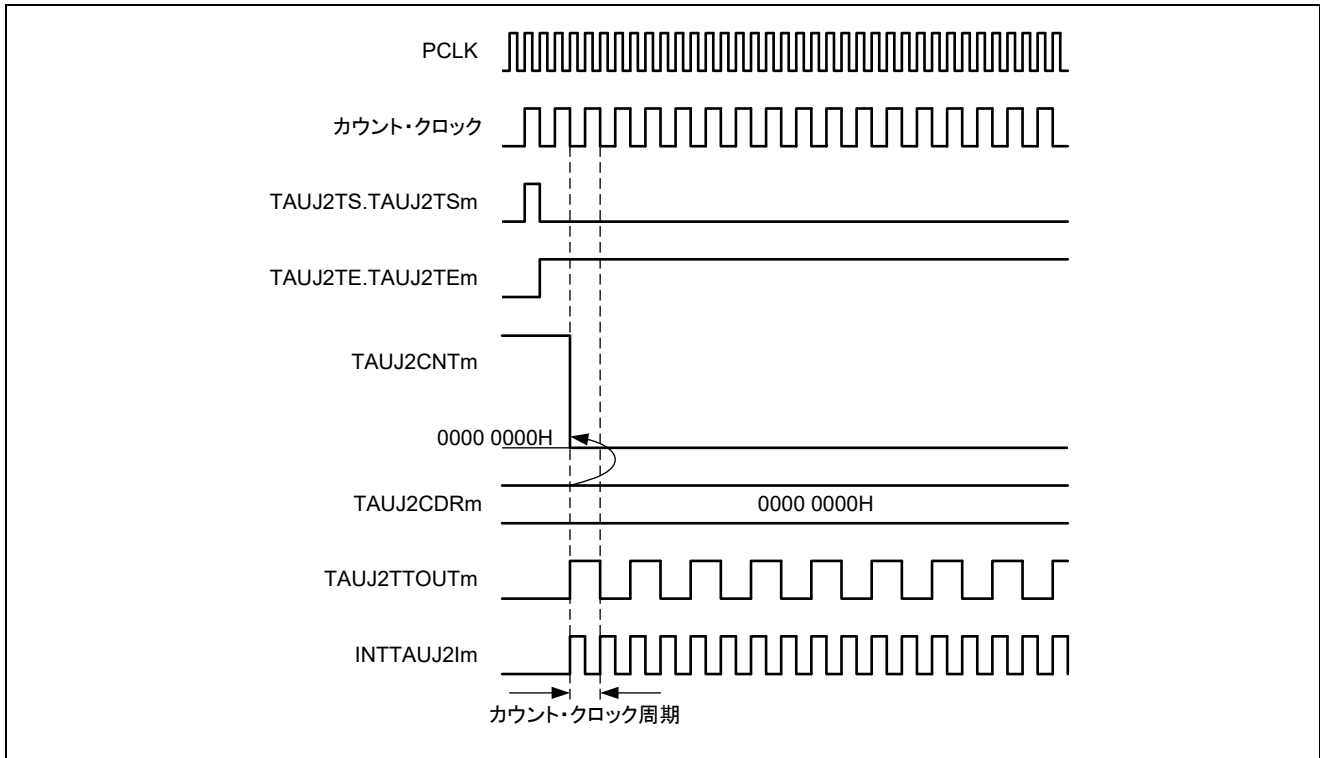 PCLK
カウント・クロック
TAUJ2TS.TAUJ2TSm
TAUJ2TE.TAUJ2TEm
TAUJ2CNTm
0000 0000H
TAUJ2CDRm
0000 0000H
TAUJ2TTOUTm
INTTAUJ2Im
カウント・クロック周期